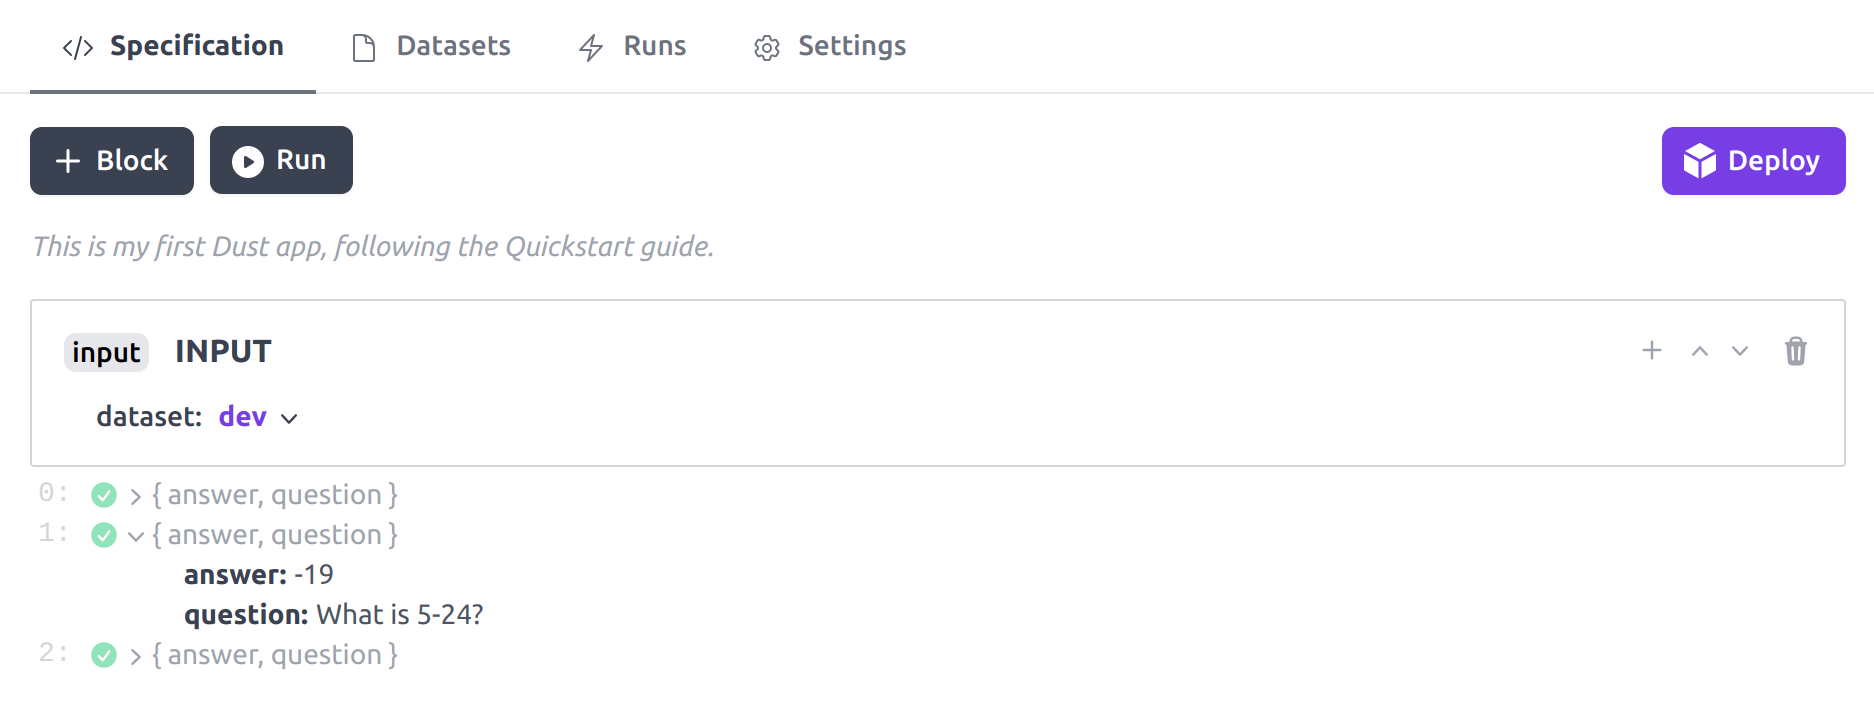 </> Specification Datasets Runs Settings
+ Block Run Deploy
This is my first Dust app, following the Quickstart guide.
input INPUT
dataset: dev
0: { answer, question }
1: { answer, question }
answer: -19
question: What is 5-24?
2: { answer, question }